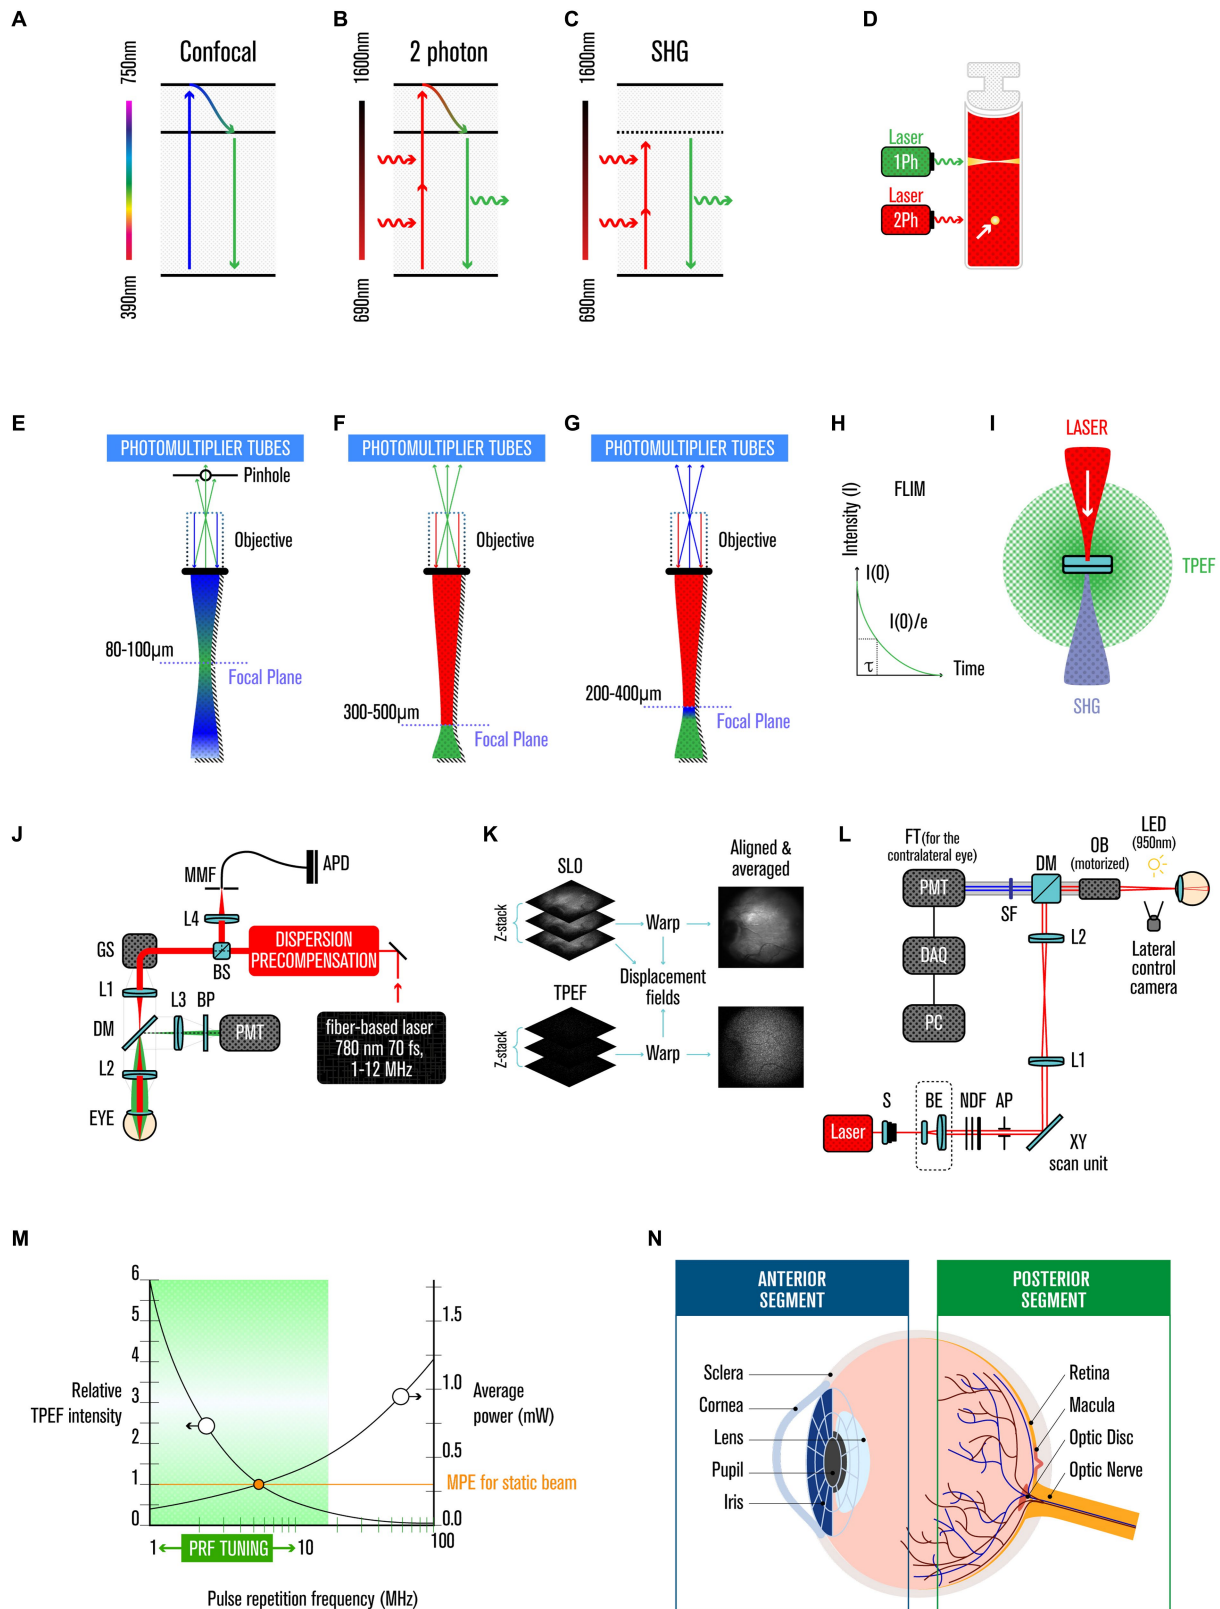 A
B
C
D
Confocal
2 photon
SHG
750nm
390nm
1600nm
690nm
1600nm
690nm
Laser
1Ph
Laser
2Ph
E
F
G
H
I
PHOTOMULTIPLIER TUBES
Pinhole
Objective
80-100µm
Focal Plane
PHOTOMULTIPLIER TUBES
Objective
300-500µm
Focal Plane
PHOTOMULTIPLIER TUBES
Objective
200-400µm
Focal Plane
Intensity (I)
FLIM
I(0)
I(0)/e
τ
Time
LASER
TPEF
SHG
J
MMF
APD
L4
GS
BS
DISPERSION
PRECOMPENSATION
L1
L3
BP
DM
PMT
L2
EYE
fiber-based laser
780 nm 70 fs,
1-12 MHz
K
SLO
Aligned &
averaged
Z-stack
Warp
Displacement
fields
TPEF
Z-stack
Warp
L
FT(for the
contralateral eye)
DM
OB
(motorized)
LED
(950nm)
PMT
SF
L2
Lateral
control
camera
DAQ
PC
L1
S
BE
NDF
AP
Laser
XY
scan unit
M
6
5
4
3
2
1
0
Relative
TPEF intensity
1.5
1.0
0.5
0.0
Average
power (mW)
MPE for static beam
1
PRF TUNING
10
100
Pulse repetition frequency (MHz)
N
ANTERIOR
SEGMENT
POSTERIOR
SEGMENT
Sclera
Cornea
Lens
Pupil
Iris
Retina
Macula
Optic Disc
Optic Nerve